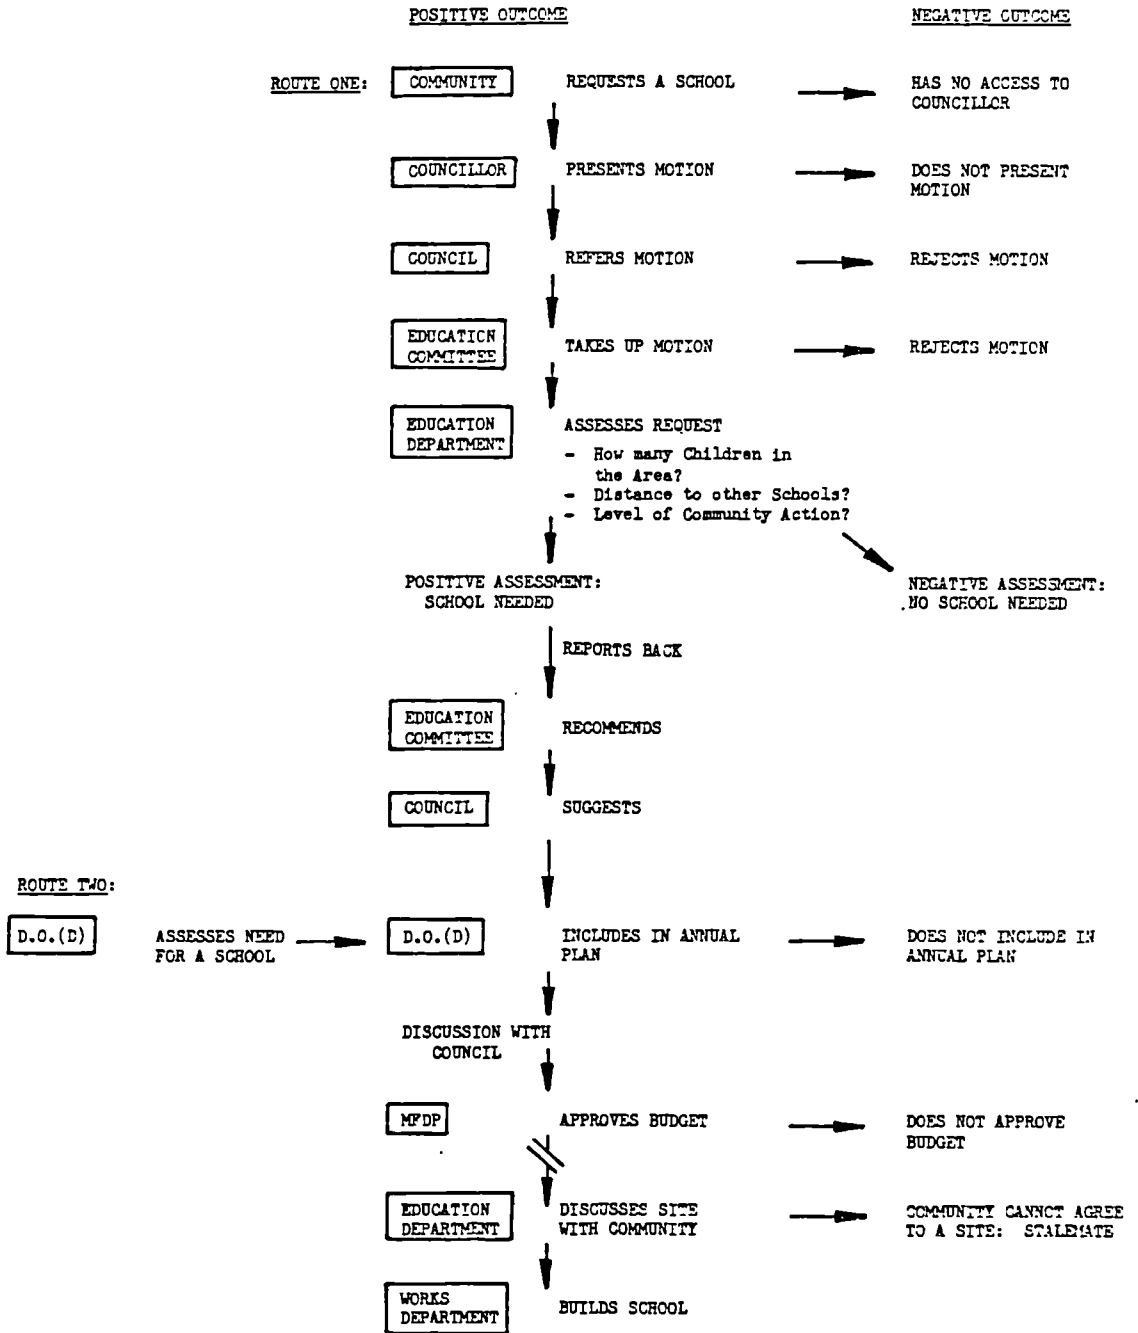 POSITIVE OUTCOME
NEGATIVE OUTCOME
ROUTE ONE:
COMMUNITY
REQUESTS A SCHOOL
HAS NO ACCESS TO
COUNCILLOR
COUNCILLOR
PRESENTS MOTION
DOES NOT PRESENT
MOTION
COUNCIL
REFERS MOTION
REJECTS MOTION
EDUCATION
COMMITTEE
TAKES UP MOTION
REJECTS MOTION
EDUCATION
DEPARTMENT
ASSESSES REQUEST
- How many Children in
the Area?
- Distance to other Schools?
- Level of Community Action?
POSITIVE ASSESSMENT:
SCHOOL NEEDED
NEGATIVE ASSESSMENT:
NO SCHOOL NEEDED
REPORTS BACK
EDUCATION
COMMITTEE
RECOMMENDS
COUNCIL
SUGGESTS
ROUTE TWO:
D.O.(D)
ASSESSES NEED
FOR A SCHOOL
D.O.(D)
INCLUDES IN ANNUAL
PLAN
DOES NOT INCLUDE IN
ANNUAL PLAN
DISCUSSION WITH
COUNCIL
MFDP
APPROVES BUDGET
DOES NOT APPROVE
BUDGET
EDUCATION
DEPARTMENT
DISCUSSES SITE
WITH COMMUNITY
COMMUNITY CANNOT AGREE
TO A SITE: STALEMATE
WORKS
DEPARTMENT
BUILDS SCHOOL